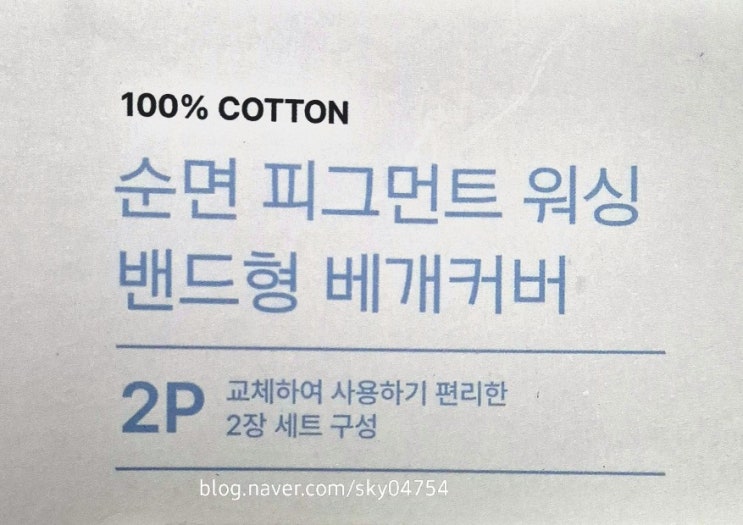 100% COTTON
순면 피그먼트 워싱
밴드형 베개커버
2P
교체하여 사용하기 편리한
2장 세트 구성
blog.naver.com/sky04754